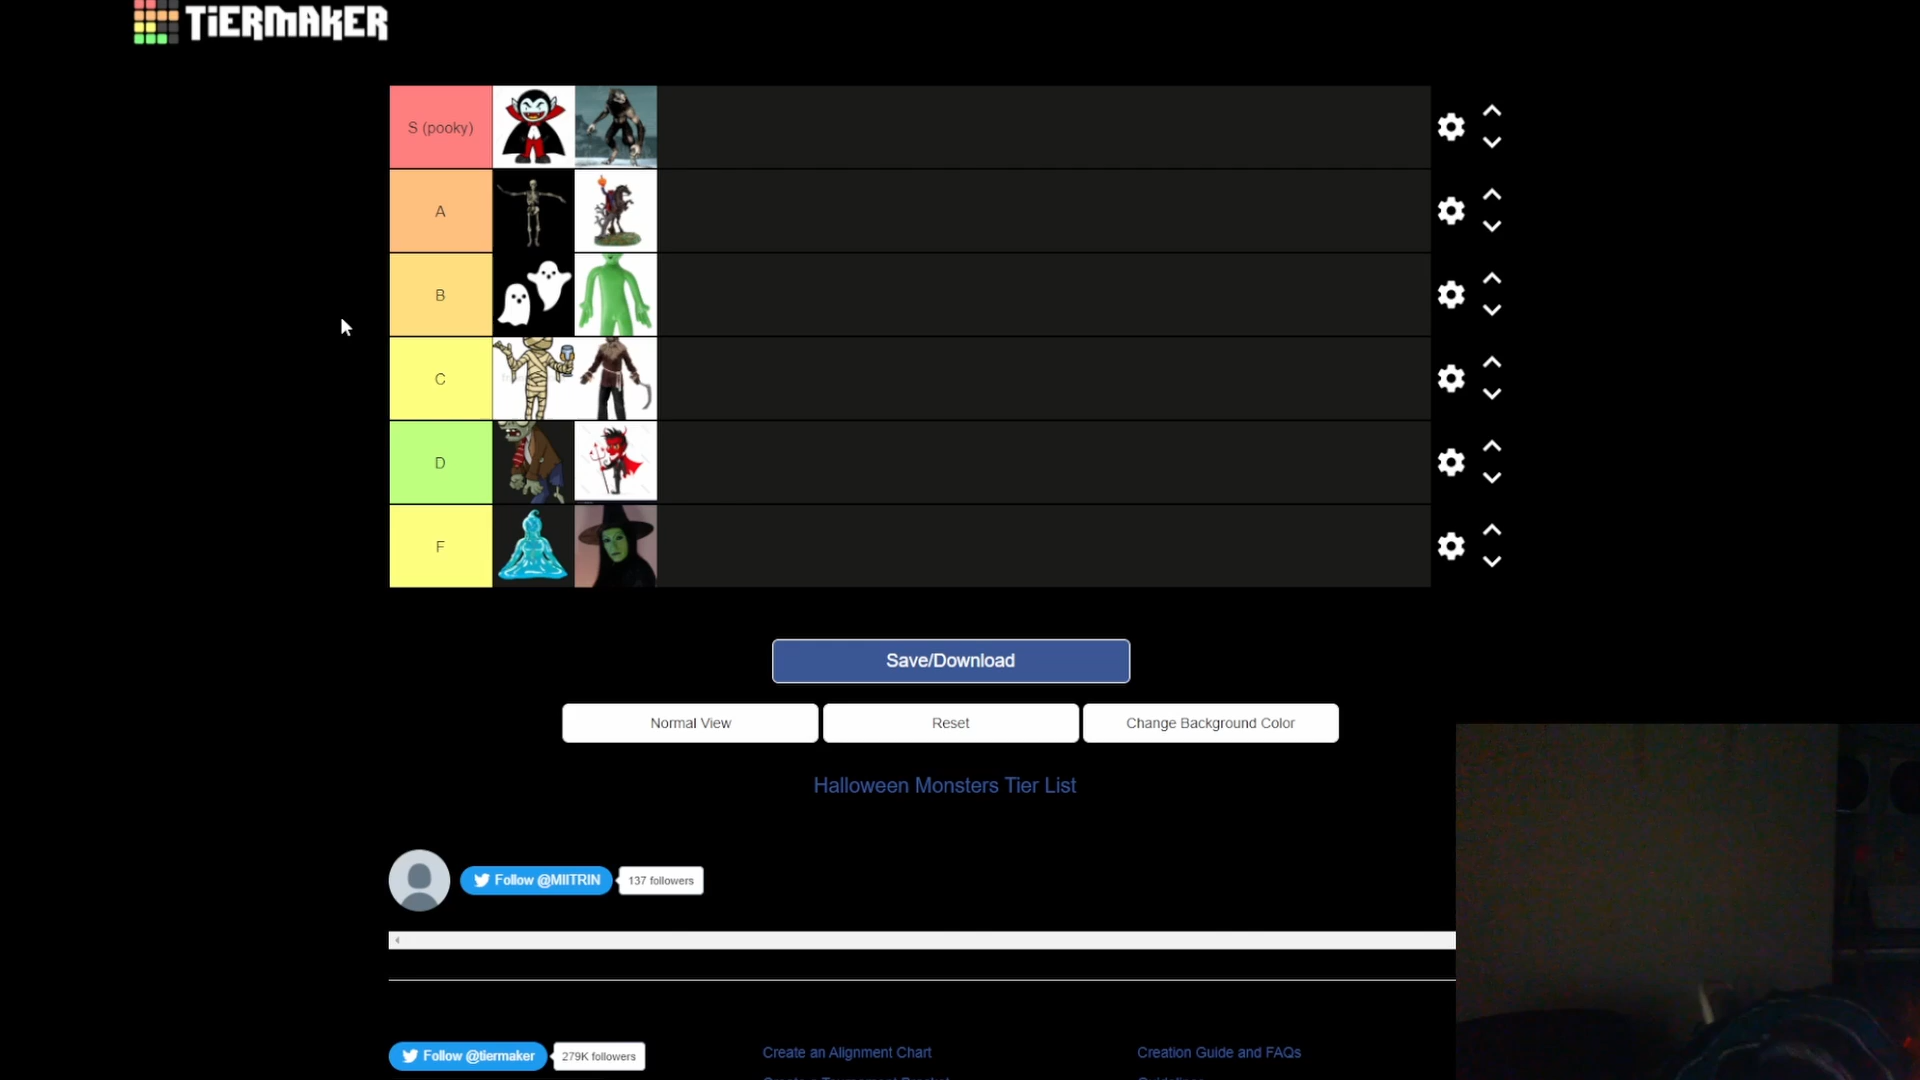 TiERMAKER
S (pooky)
A
B
C
D
F
Save/Download
Normal View
Reset
Change Background Color
Halloween Monsters Tier List
Follow @MIITRIN
137 followers
Follow @tiermaker
279K followers
Create an Alignment Chart
Creation Guide and FAQs